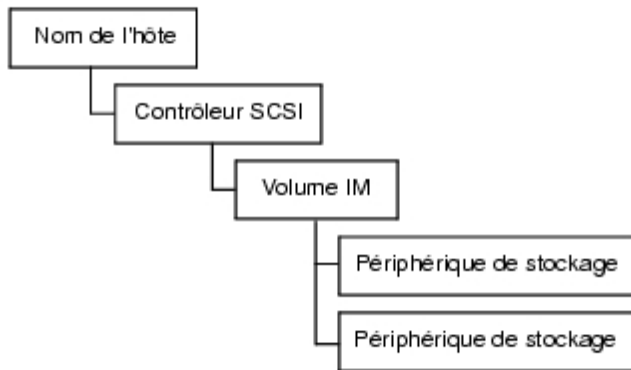 Nom de l'hôte
Contrôleur SCSI
Volume IM
Périphérique de stockage
Périphérique de stockage